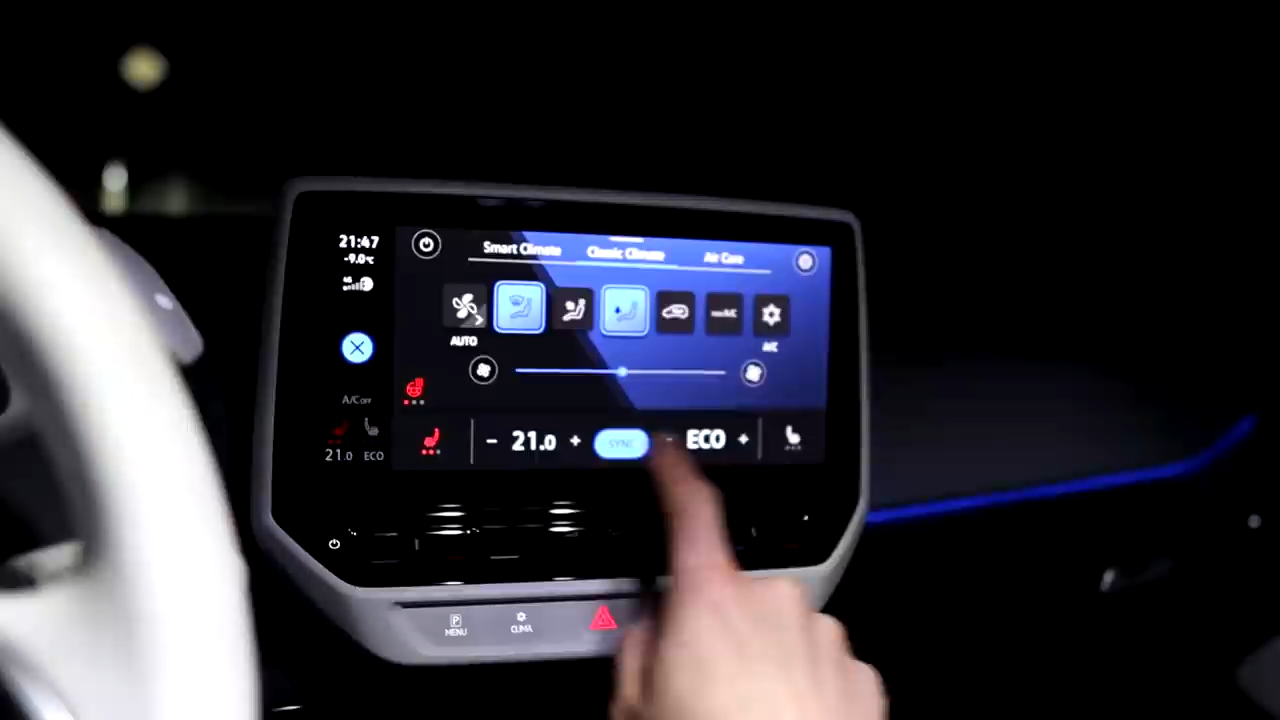 21:47
-9.0℃
4G
Smart Climate
Classic Climate
Air Care
AUTO
A/C
A/C OFF
- 21.0 +
SYNC
- ECO +
21.0 ECO
P
MENU
CLIMA